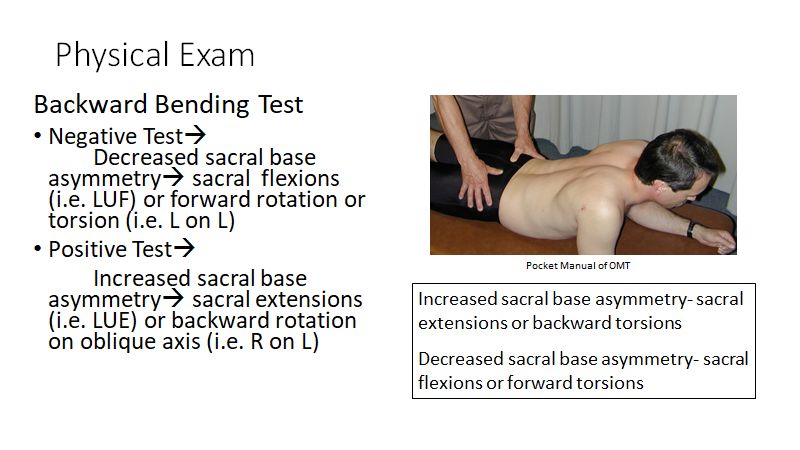 Physical Exam
Backward Bending Test
• Negative Test→
Decreased sacral base
asymmetry→ sacral flexions
(i.e. LUF) or forward rotation or
torsion (i.e. L on L)
• Positive Test→
Increased sacral base
asymmetry→ sacral extensions
(i.e. LUE) or backward rotation
on oblique axis (i.e. R on L)
Pocket Manual of OMT
Increased sacral base asymmetry- sacral
extensions or backward torsions
Decreased sacral base asymmetry- sacral
flexions or forward torsions